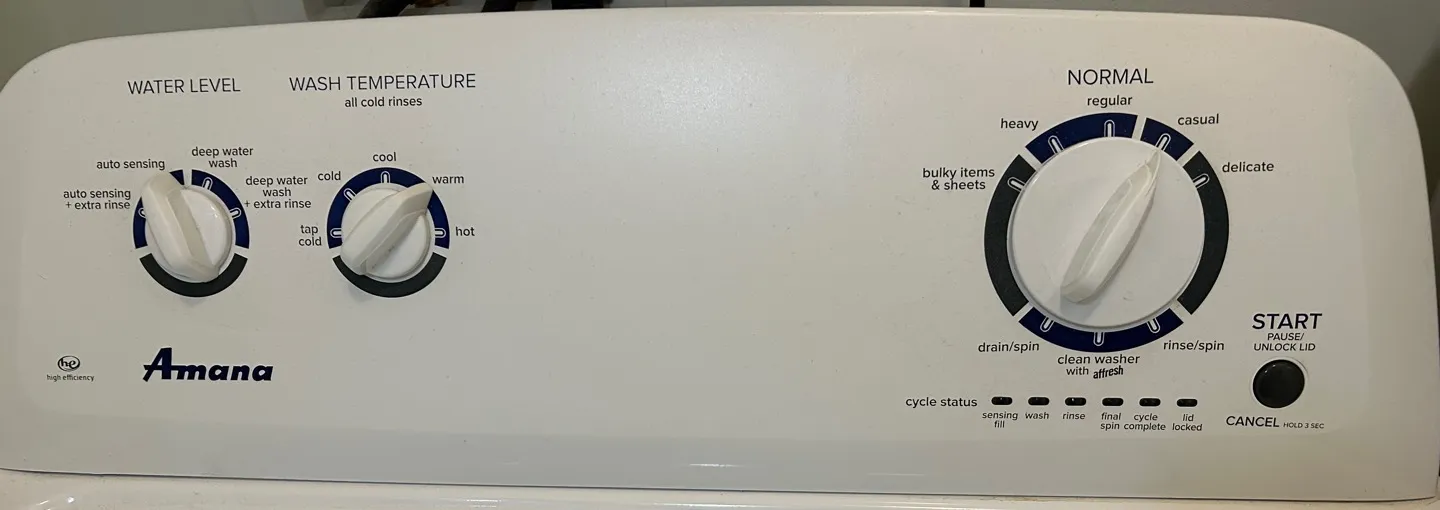 WATER LEVEL
auto sensing
auto sensing
+ extra rinse
deep water
wash
deep water
wash
+ extra rinse
WASH TEMPERATURE
all cold rinses
tap
cold
cold
cool
warm
hot
NORMAL
regular
heavy
casual
bulky items
& sheets
delicate
drain/spin
clean washer
with affresh
rinse/spin
START
PAUSE/
UNLOCK LID
CANCEL HOLD 3 SEC
cycle status
sensing
fill
wash
rinse
final
spin
cycle
complete
lid
locked
he
high efficiency
Amana